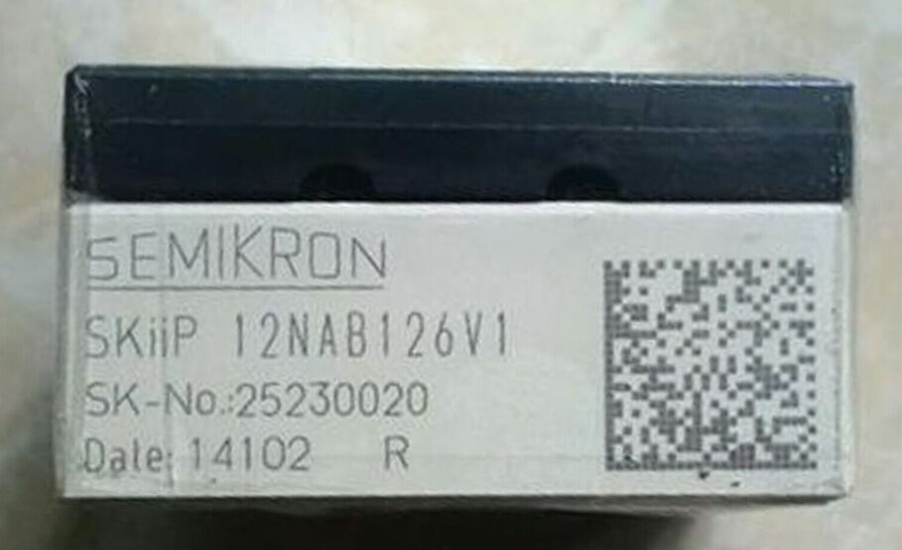 SEMIKRON
SKiiP 12NAB126V1
SK-No.:25230020
Date: 14102 R